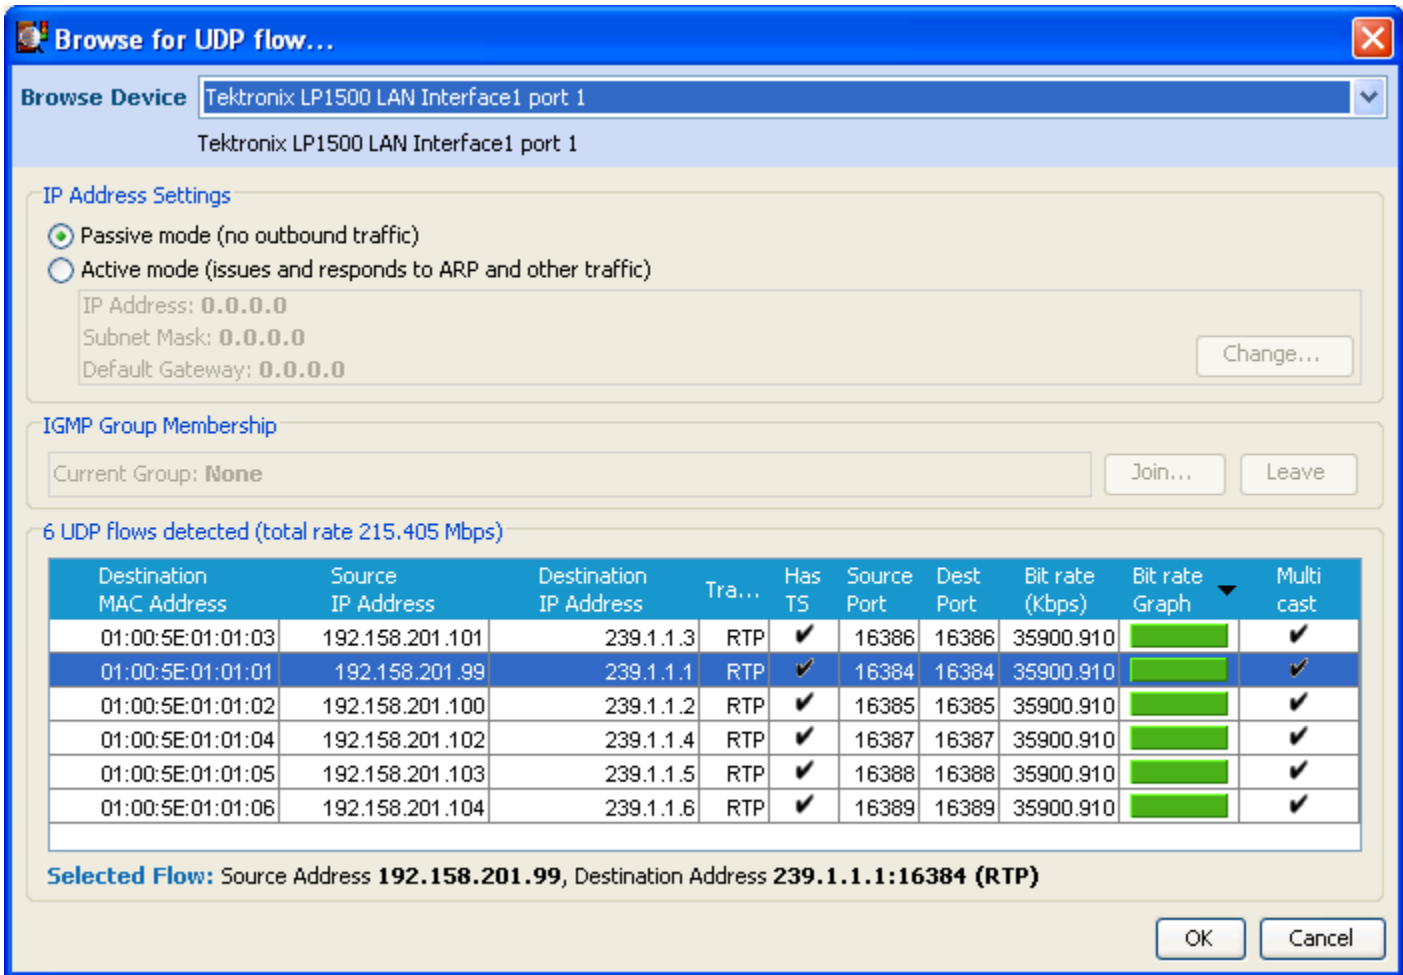 Browse for UDP flow...
Browse Device Tektronix LP1500 LAN Interface1 port 1
Tektronix LP1500 LAN Interface1 port 1
IP Address Settings
Passive mode (no outbound traffic)
Active mode (issues and responds to ARP and other traffic)
IP Address: 0.0.0.0
Subnet Mask: 0.0.0.0
Default Gateway: 0.0.0.0
Change...
IGMP Group Membership
Current Group: None Join... Leave
6 UDP flows detected (total rate 215.405 Mbps)
Destination MAC Address Source IP Address Destination IP Address Tra... Has TS Source Port Dest Port Bit rate (Kbps) Bit rate Graph Multi cast
01:00:5E:01:01:03 192.158.201.101 239.1.1.3 RTP ✔ 16386 16386 35900.910 ✔
01:00:5E:01:01:01 192.158.201.99 239.1.1.1 RTP ✔ 16384 16384 35900.910 ✔
01:00:5E:01:01:02 192.158.201.100 239.1.1.2 RTP ✔ 16385 16385 35900.910 ✔
01:00:5E:01:01:04 192.158.201.102 239.1.1.4 RTP ✔ 16387 16387 35900.910 ✔
01:00:5E:01:01:05 192.158.201.103 239.1.1.5 RTP ✔ 16388 16388 35900.910 ✔
01:00:5E:01:01:06 192.158.201.104 239.1.1.6 RTP ✔ 16389 16389 35900.910 ✔
Selected Flow: Source Address 192.158.201.99, Destination Address 239.1.1.1:16384 (RTP)
OK Cancel